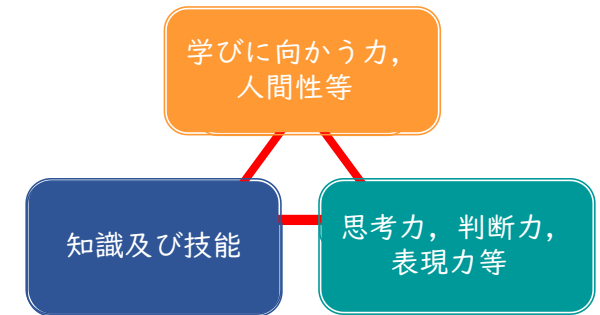 学びに向かう力，
人間性等
知識及び技能
思考力，判断力，
表現力等